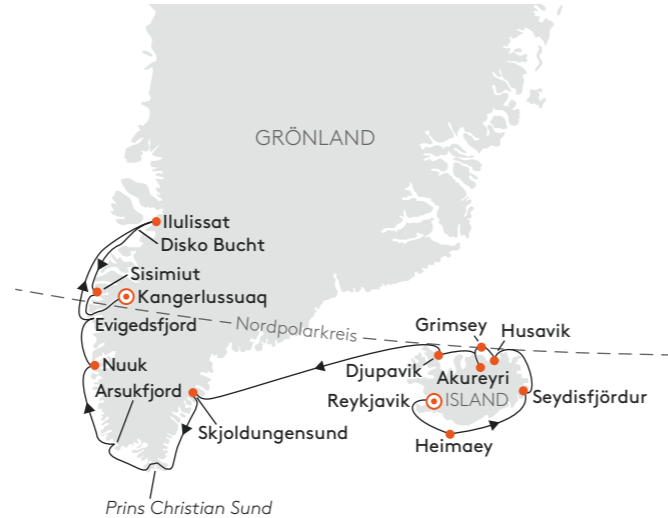 GRÖNLAND
Ilulissat
Disko Bucht
Sisimiut
Kangerlussuaq
Evigedsfjord
Nordpolarkreis
Grimsey
Husavik
Nuuk
Djupavik
Akureyri
Arsukfjord
Reykjavik
ISLAND
Seydisfjördur
Skjoldungensund
Heimaey
Prins Christian Sund